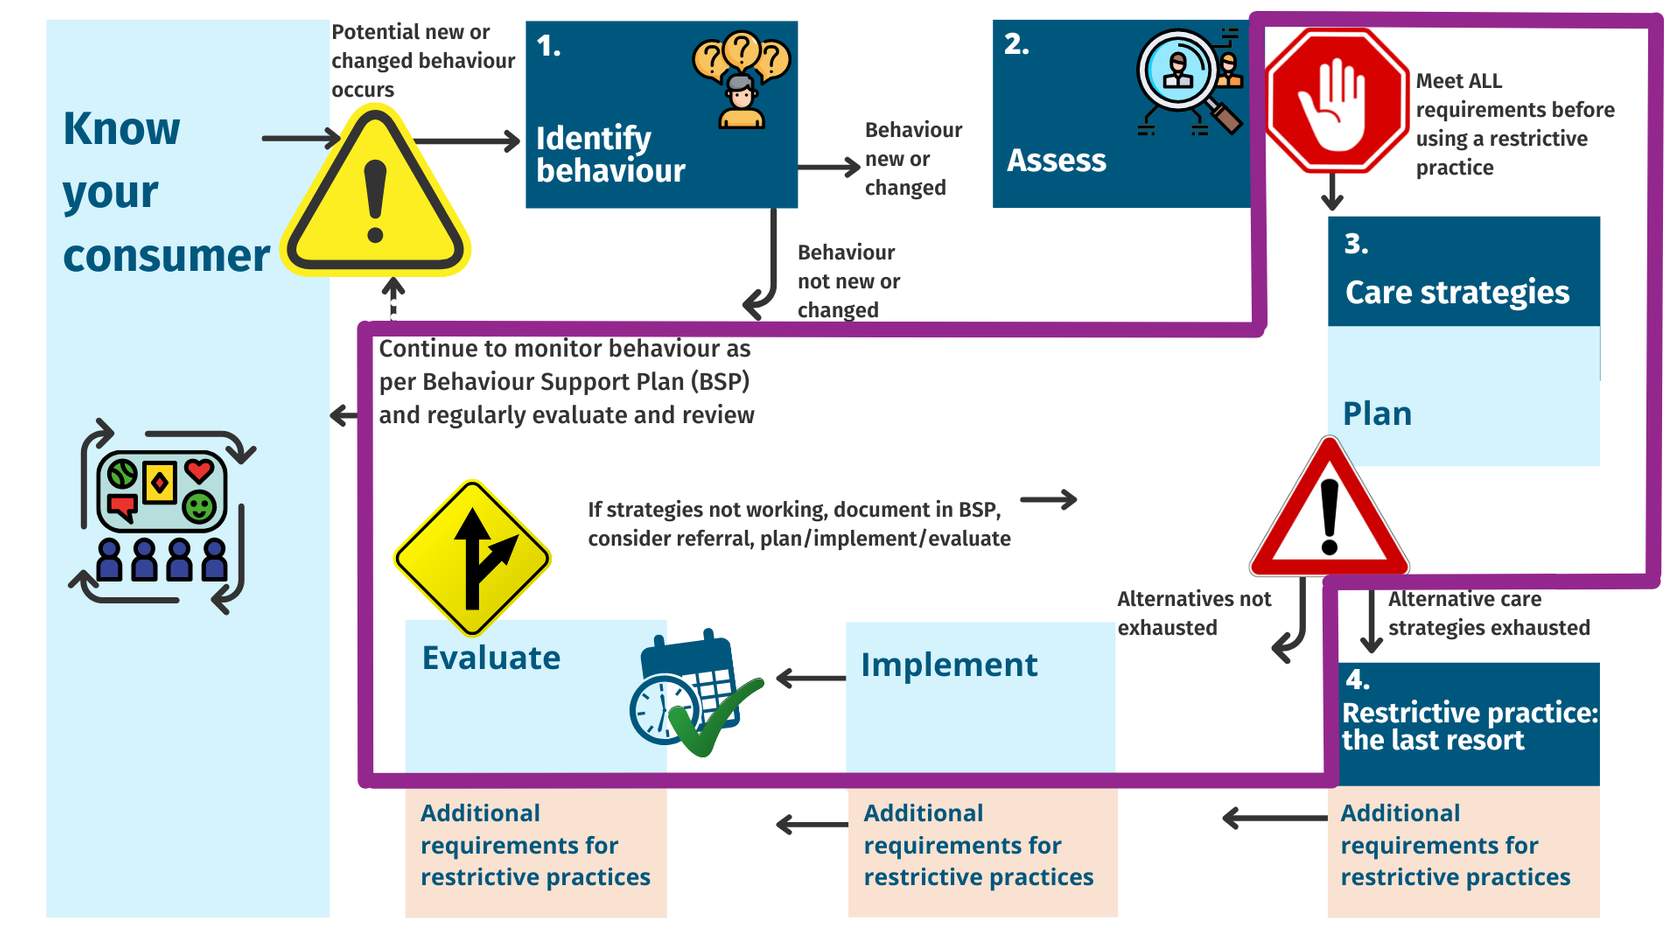 Know
your
consumer
Potential new or
changed behaviour
occurs
1.
Identify
behaviour
Behaviour
new or
changed
Behaviour
not new or
changed
2.
Assess
Meet ALL
requirements before
using a restrictive
practice
3.
Care strategies
Plan
Continue to monitor behaviour as
per Behaviour Support Plan (BSP)
and regularly evaluate and review
If strategies not working, document in BSP,
consider referral, plan/implement/evaluate
Alternatives not
exhausted
Alternative care
strategies exhausted
Evaluate
Implement
4.
Restrictive practice:
the last resort
Additional
requirements for
restrictive practices
Additional
requirements for
restrictive practices
Additional
requirements for
restrictive practices